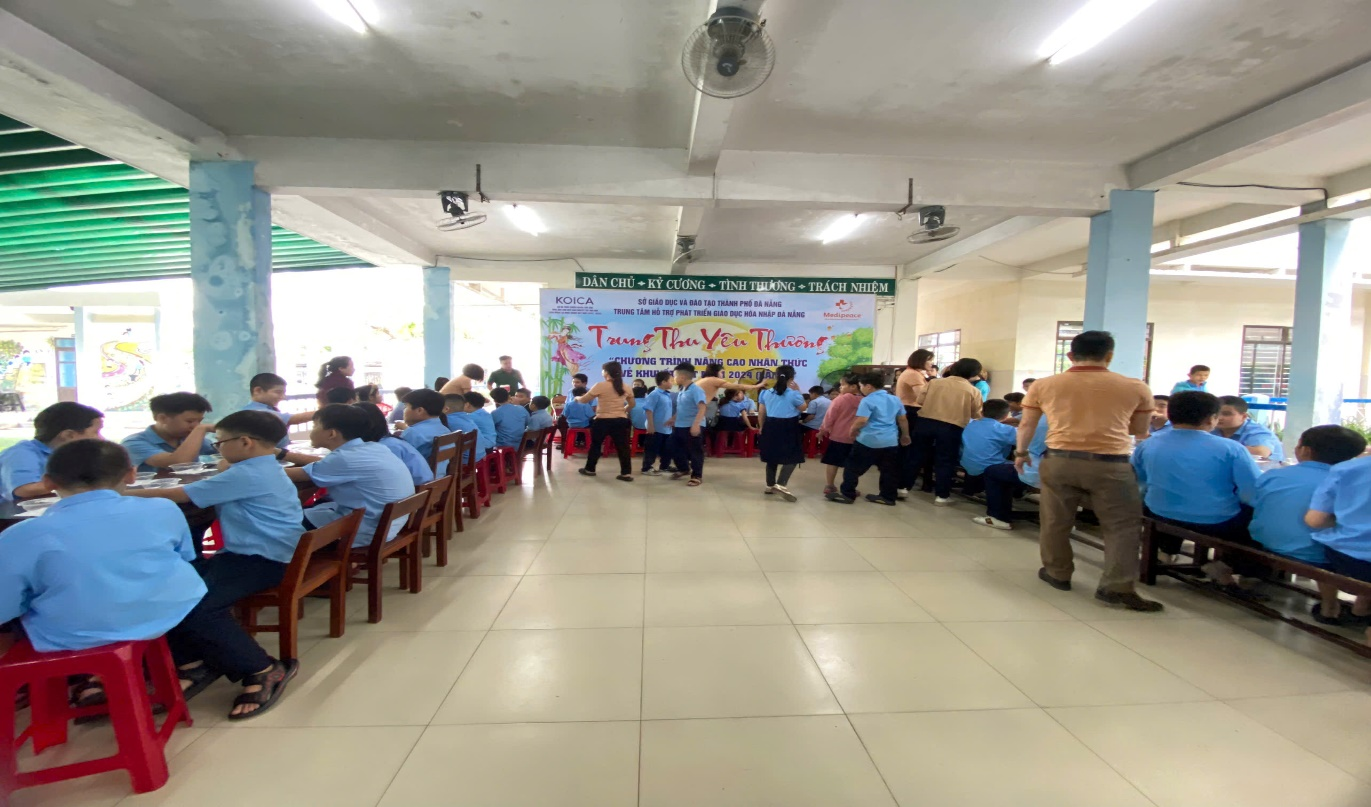 DÂN CHỦ KỶ CƯƠNG TÌNH THƯƠNG TRÁCH NHIỆM
KOICA
SỞ GIÁO DỤC VÀ ĐÀO TẠO THÀNH PHỐ ĐÀ NẴNG
TRUNG TÂM HỖ TRỢ PHÁT TRIỂN GIÁO DỤC HÒA NHẬP ĐÀ NẴNG
Medipeace
Trung Thu Yêu Thương
"CHƯƠNG TRÌNH NÂNG CAO NHẬN THỨC
VỀ 2024